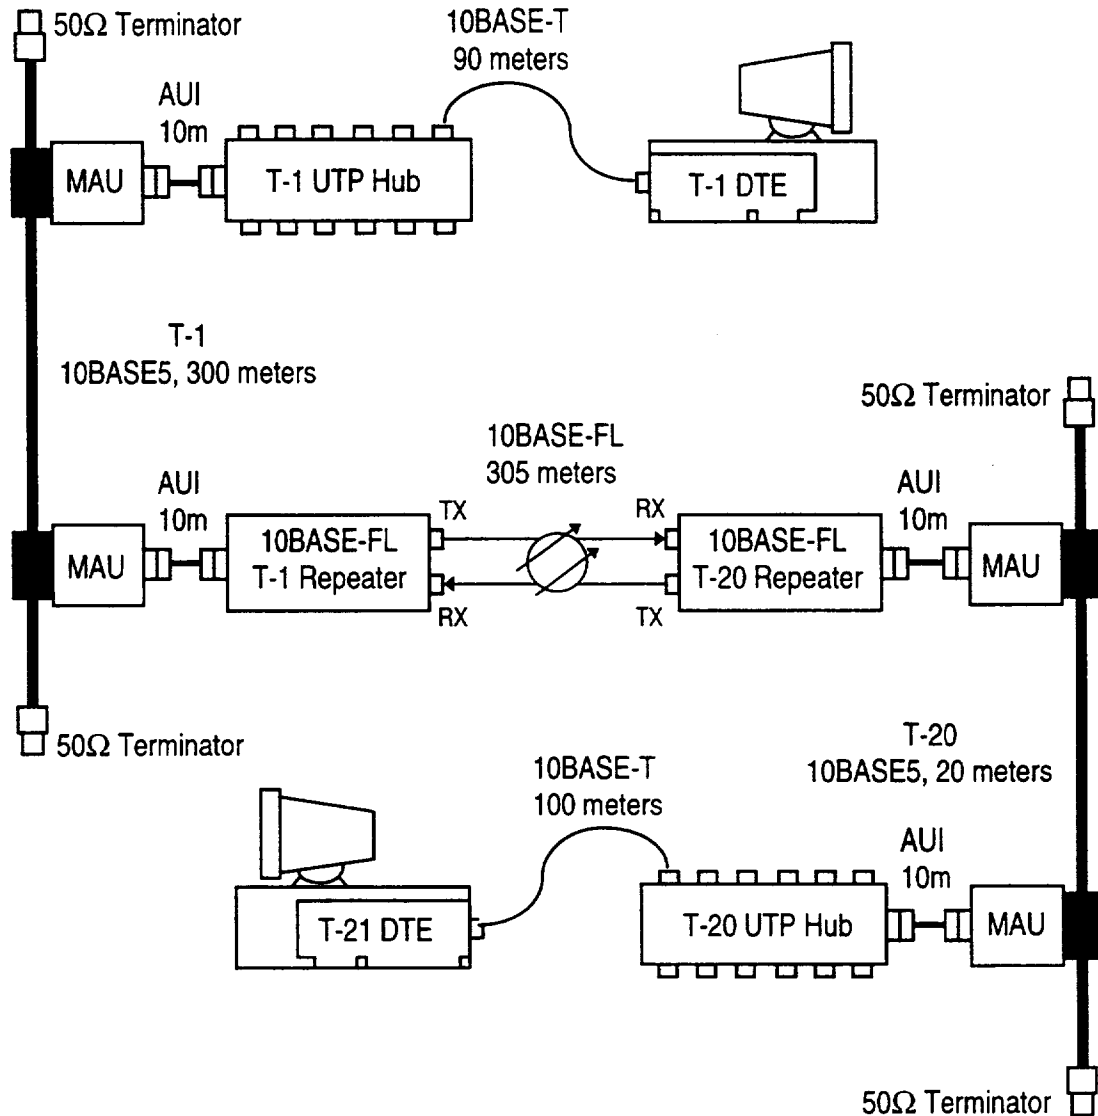 50Ω Terminator
10BASE-T
90 meters
AUI
10m
MAU
T-1 UTP Hub
T-1 DTE
T-1
10BASE5, 300 meters
50Ω Terminator
10BASE-FL
305 meters
AUI
10m
TX
RX
AUI
10m
MAU
10BASE-FL
T-1 Repeater
10BASE-FL
T-20 Repeater
MAU
RX
TX
50Ω Terminator
T-20
10BASE5, 20 meters
10BASE-T
100 meters
AUI
10m
T-21 DTE
T-20 UTP Hub
MAU
50Ω Terminator